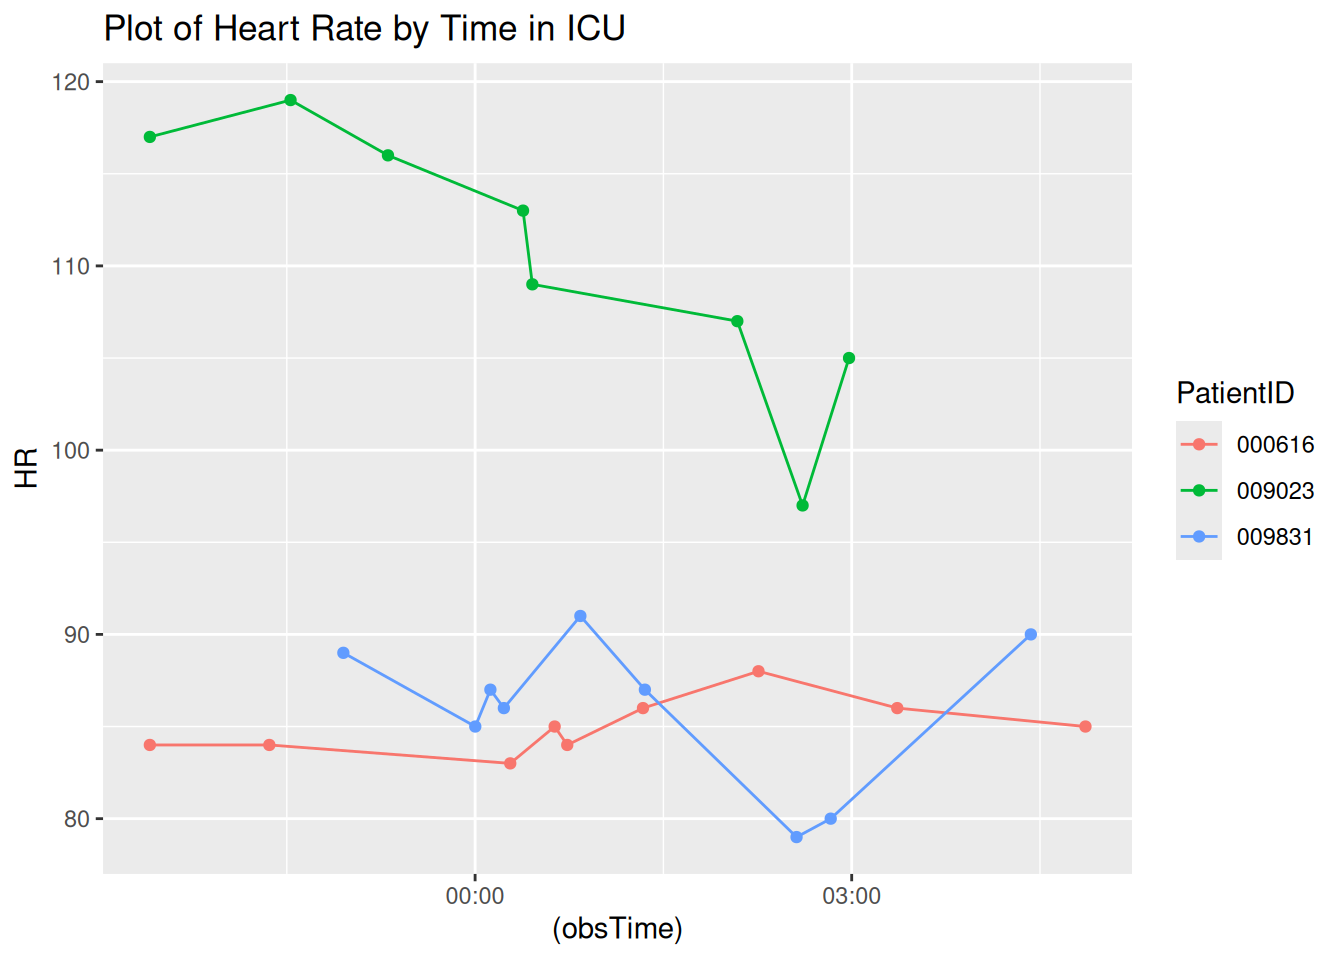 Plot of Heart Rate by Time in ICU
120
110
100
90
80
HR
00:00 03:00
(obsTime)
PatientID
000616
009023
009831